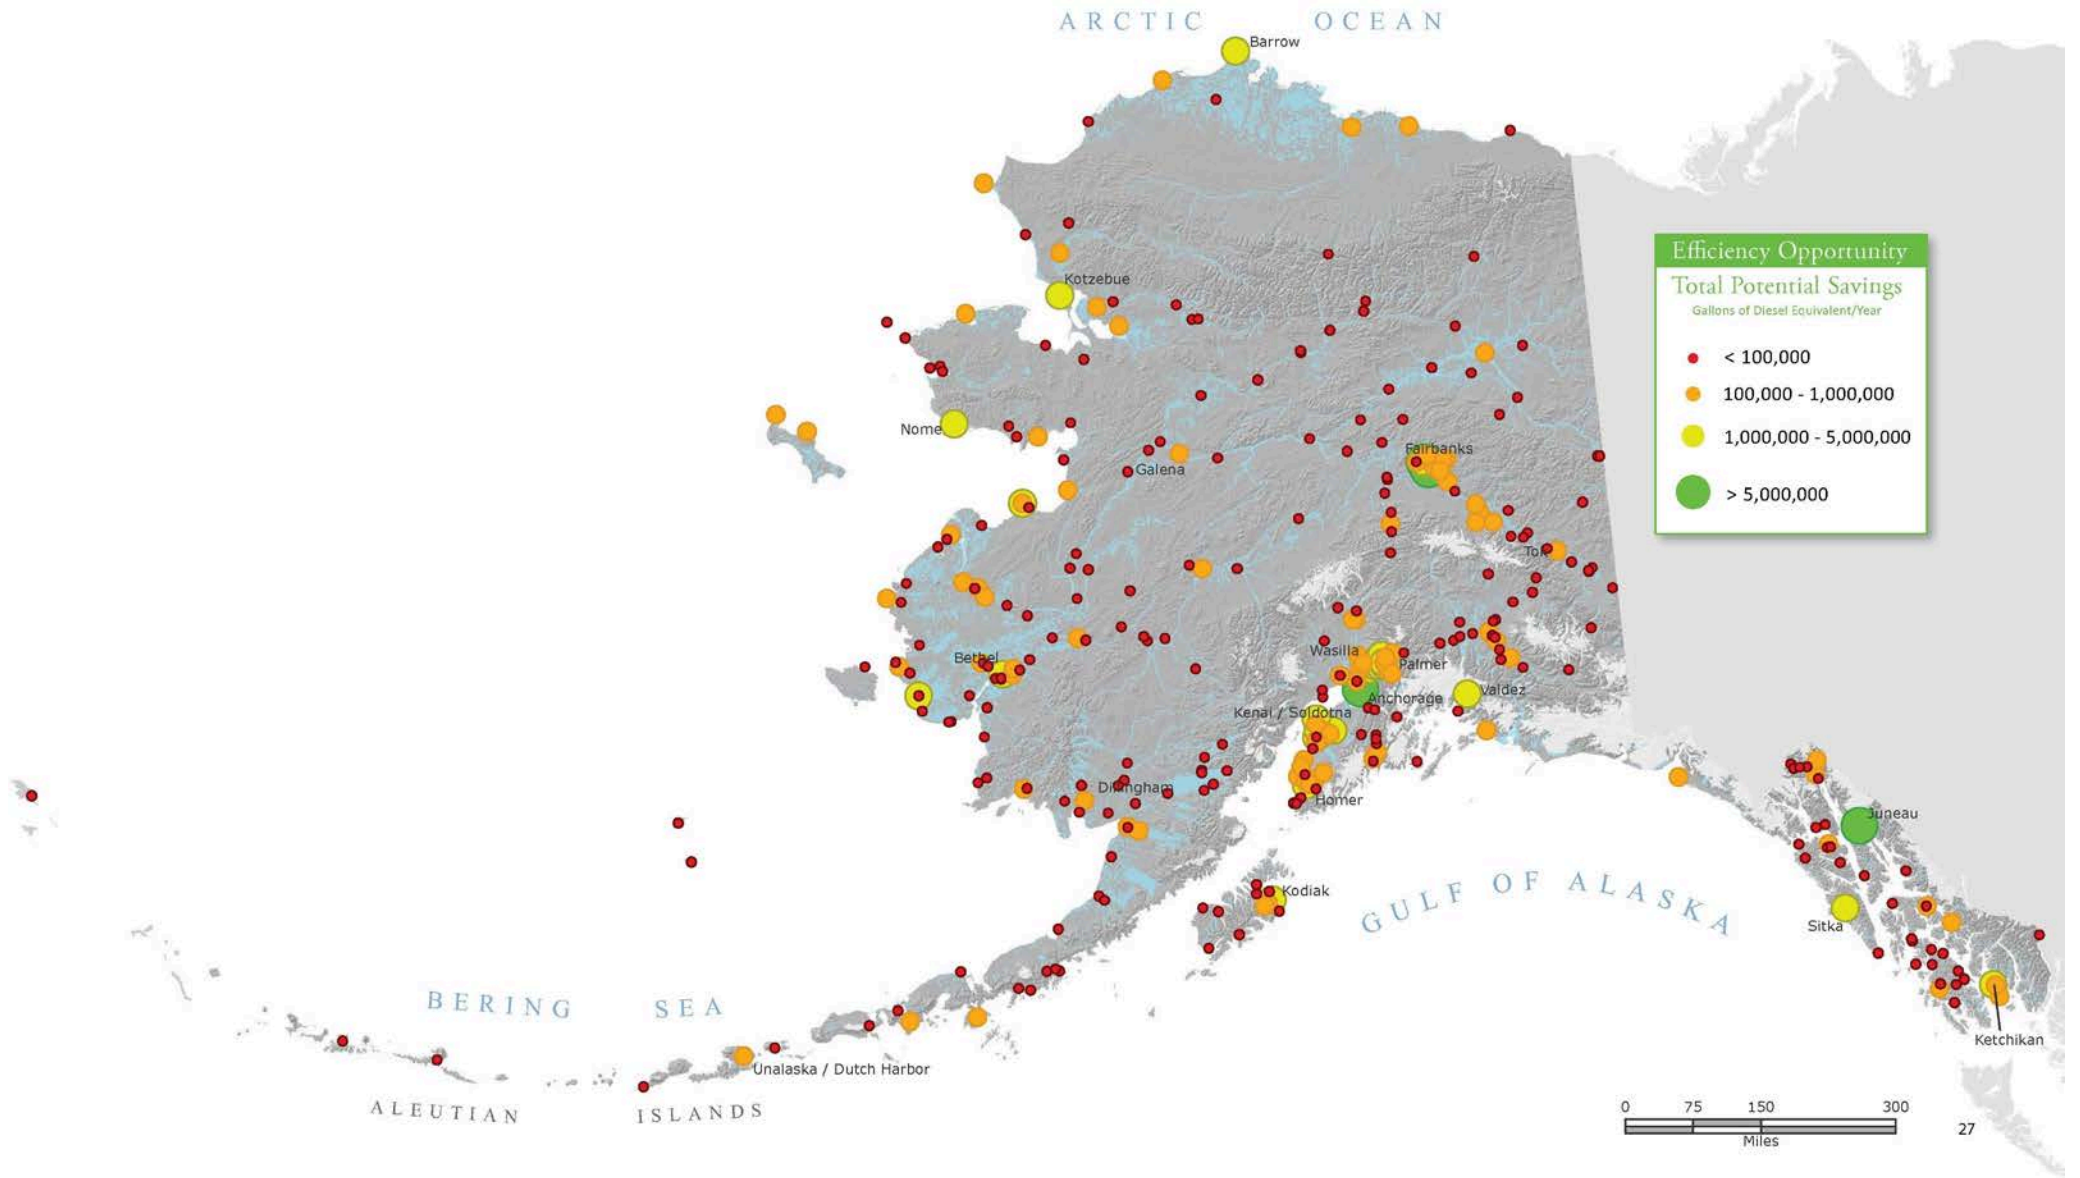 ARCTIC OCEAN
Barrow
Kotzebue
Efficiency Opportunity
Total Potential Savings
Gallons of Diesel Equivalent/Year
< 100,000
100,000 - 1,000,000
1,000,000 - 5,000,000
> 5,000,000
Nome
Galena
Fairbanks
Tok
Bethel
Wasilla
Palmer
Anchorage
Valdez
Kenai / Soldotna
Dillingham
Homer
Juneau
Kodiak
GULF OF ALASKA
Sitka
BERING SEA
Ketchikan
Unalaska / Dutch Harbor
ALEUTIAN ISLANDS
0 75 150 300
Miles
27